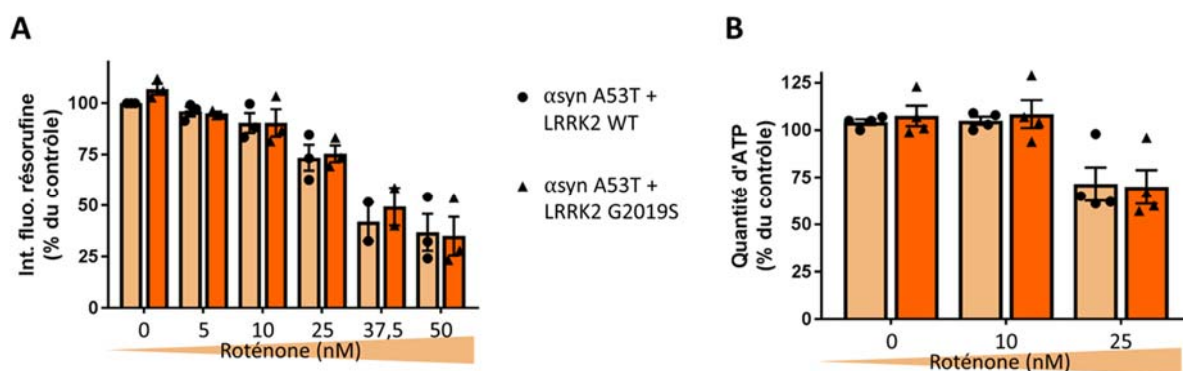 A
Int. fluo. résorufine
(% du contrôle)
100
75
50
25
0
0 5 10 25 37,5 50
Roténone (nM)
αsyn A53T +
LRRK2 WT
αsyn A53T +
LRRK2 G2019S
B
Quantité d'ATP
(% du contrôle)
125
100
75
50
25
0
0 10 25
Roténone (nM)